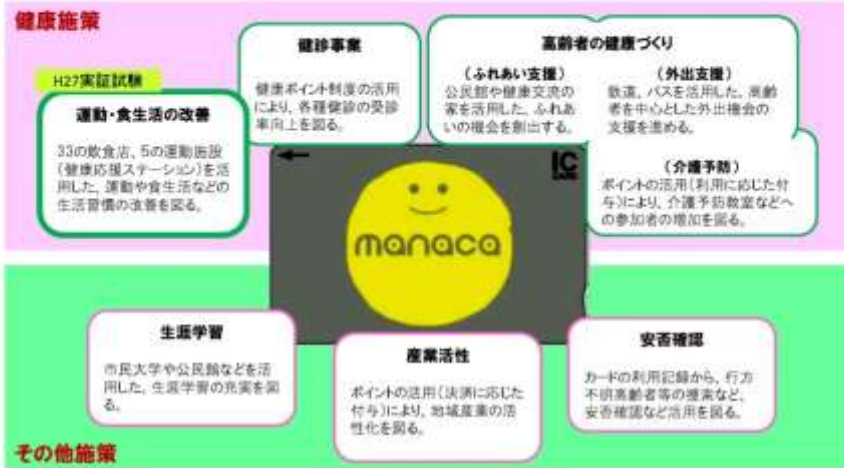 健康施策
H27実証試験
運動・食生活の改善
33の飲食店、5の運動施設
(健康応援ステーション)を活
用した、運動や食生活などの
生活習慣の改善を図る。
健診事業
健康ポイント制度の活用
により、各種健診の受診
率向上を図る。
高齢者の健康づくり
(ふれあい支援)
公民館や健康交流の
家を活用した、ふれあ
いの機会を創出する。
(外出支援)
鉄道、バスを活用した、高齢
者を中心とした外出機会の
支援を進める。
(介護予防)
ポイントの活用(利用に応じた付
与)により、介護予防教室などへ
の参加者の増加を図る。
IC
CARD
manaca
生涯学習
市民大学や公民館などを活
用した、生涯学習の充実を図
る。
産業活性
ポイントの活用(決済に応じた
付与)により、地域産業の活
性化を図る。
安否確認
カードの利用記録から、行方
不明高齢者等の捜索など、
安否確認など活用を図る。
その他施策